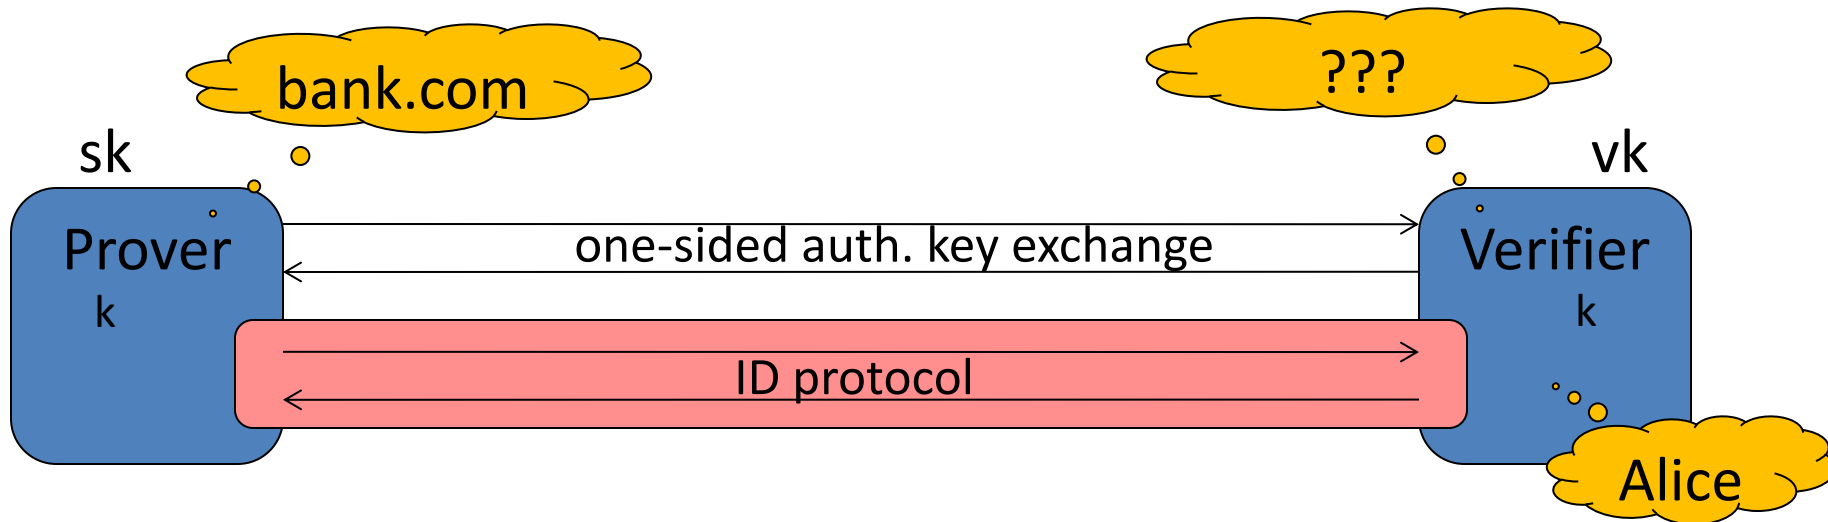 bank.com
???
sk
vk
Prover
one-sided auth. key exchange
Verifier
k
k
ID protocol
Alice